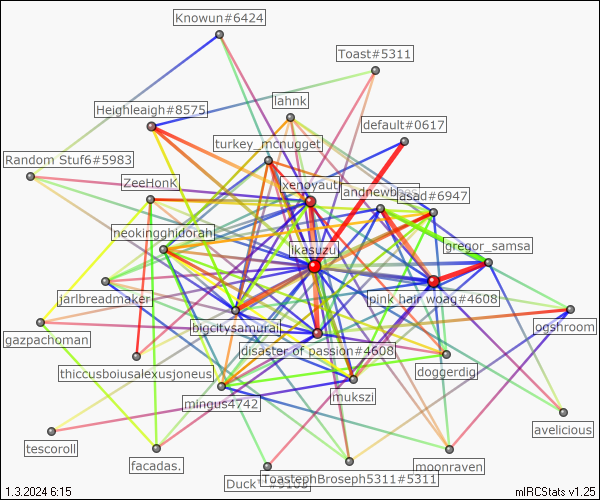 Knowun#6424
Toast#5311
lahnk
Heighleaigh#8575
default#0617
turkey_mcnugget
Random Stuf6#5983
ZeeHonK
xenoyaut
asad#6947
neokingghidorah
ikasuzu
gregor_samsa
jarlbreadmaker
pink hair woag#4608
bigcitysamurai
ogshroom
gazpachoman
disaster of passion#4608
thiccusboiusalexusjoneus
doggerdig
mukszi
mingus4742
avelicious
tescoroll
facadas.
moonraven
ToastephBroseph5311#5311
1.3.2024 6:15
mIRCStats v1.25